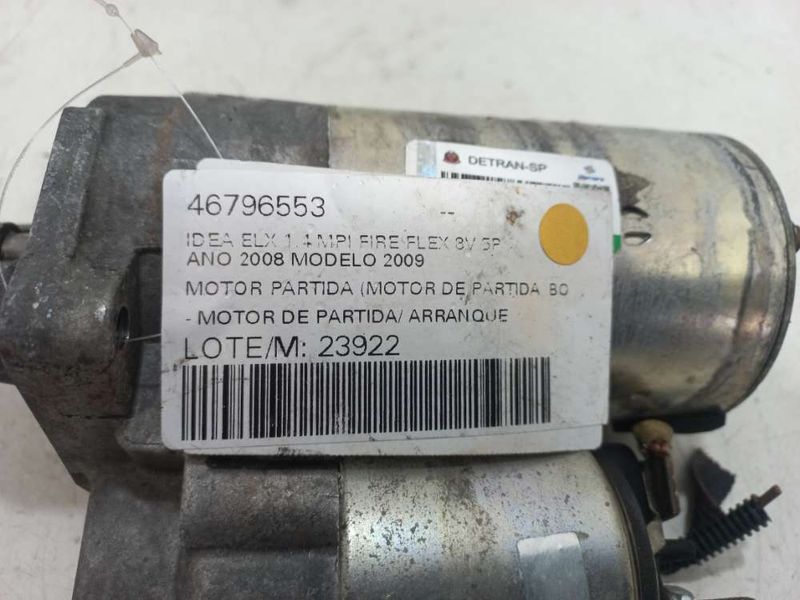 DETRAN-SP
46796553 --
IDEA ELX 1.4 MPI FIRE FLEX 8V 5P
ANO 2008 MODELO 2009
MOTOR PARTIDA (MOTOR DE PARTIDA BO
- MOTOR DE PARTIDA/ ARRANQUE
LOTE/M: 23922